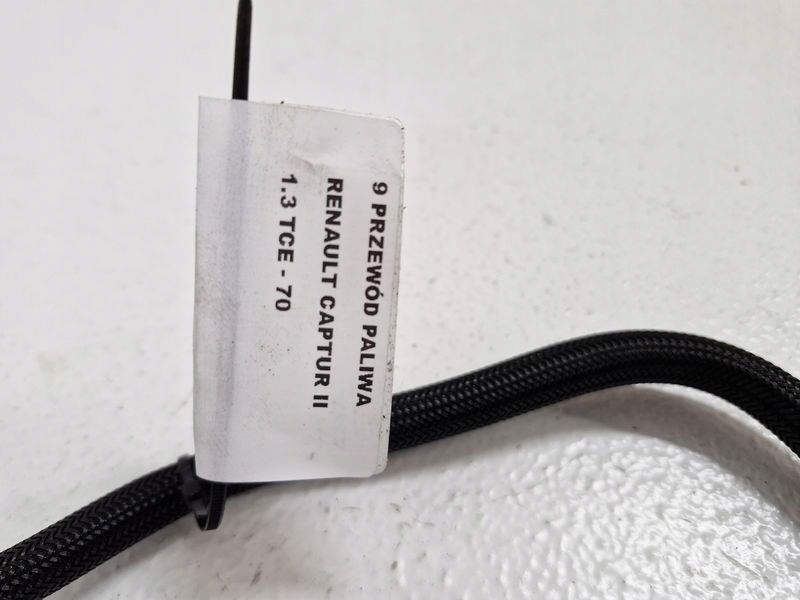 9 PRZEWÓD PALIWA
RENAULT CAPTUR II
1.3 TCE - 70